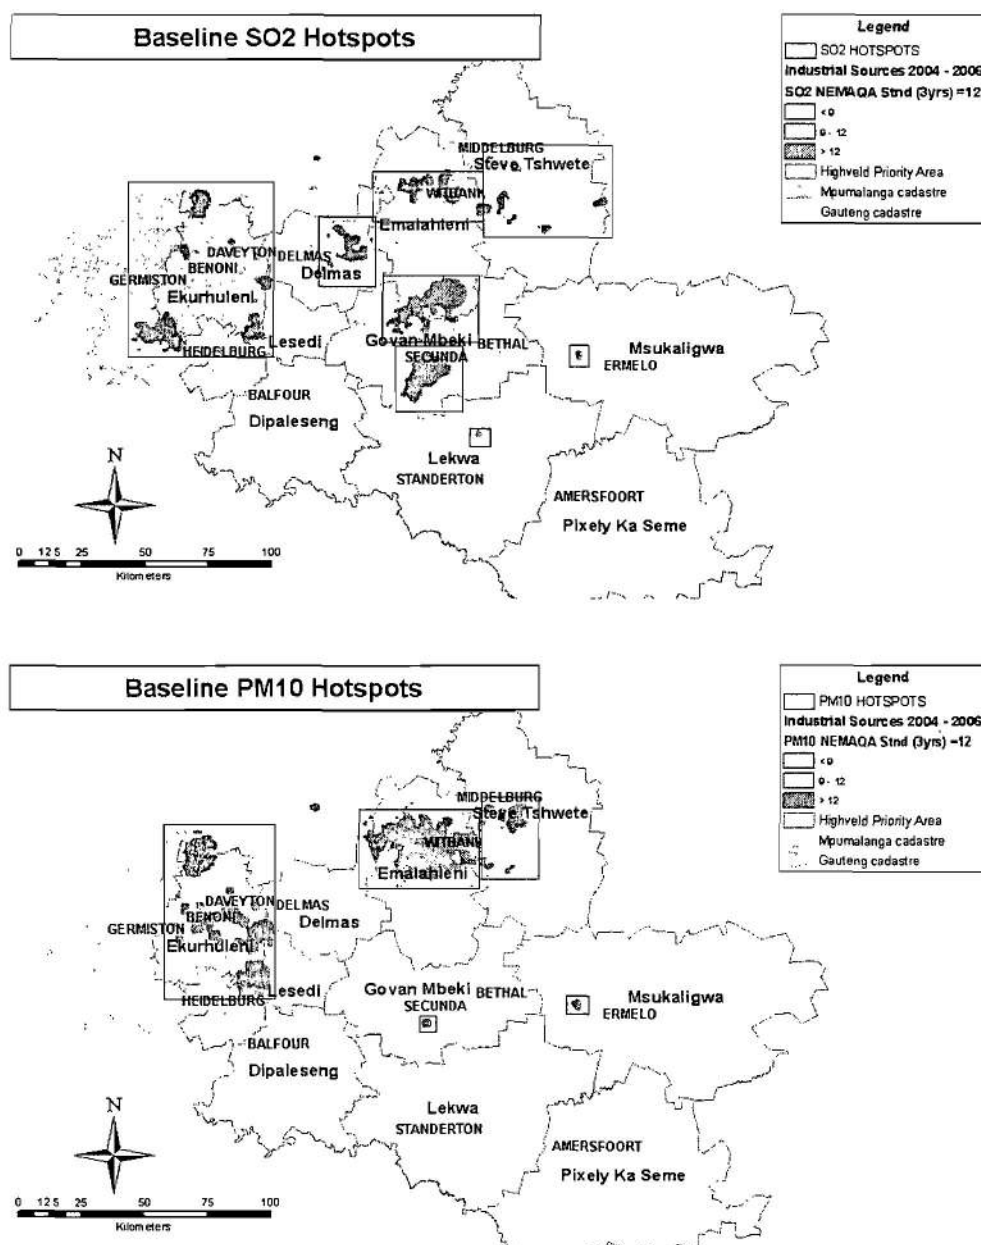 Baseline SO2 Hotspots
Legend
SO2 HOTSPOTS
Industrial Sources 2004 - 2006
SO2 NEMAQA Stnd (3yrs) =12
<9
9 - 12
> 12
Highveld Priority Area
Mpumalanga cadastre
Gauteng cadastre
MIDDELBURG
Steve Tshwete
WITBANK
Emalahleni
DAVEYTON
DELMAS
BENONI
Delmas
GERMISTON
Ekurhuleni
Lesedi
HEIDELBURG
Govan Mbeki
BETHAL
SECUNDA
Msukaligwa
ERMELO
BALFOUR
Dipaleseng
Lekwa
STANDERTON
AMERSFOORT
Pixely Ka Seme
N
0 12 5 25 50 75 100
Kilometers
Baseline PM10 Hotspots
Legend
PM10 HOTSPOTS
Industrial Sources 2004 - 2006
PM10 NEMAQA Stnd (3yrs) =12
<9
9 - 12
> 12
Highveld Priority Area
Mpumalanga cadastre
Gauteng cadastre
MIDDELBURG
Steve Tshwete
WITBANK
Emalahleni
DAVEYTON
DELMAS
BENONI
Delmas
GERMISTON
Ekurhuleni
Lesedi
HEIDELBURG
Govan Mbeki
BETHAL
SECUNDA
Msukaligwa
ERMELO
BALFOUR
Dipaleseng
Lekwa
STANDERTON
AMERSFOORT
Pixely Ka Seme
N
0 12 5 25 50 75 100
Kilometers